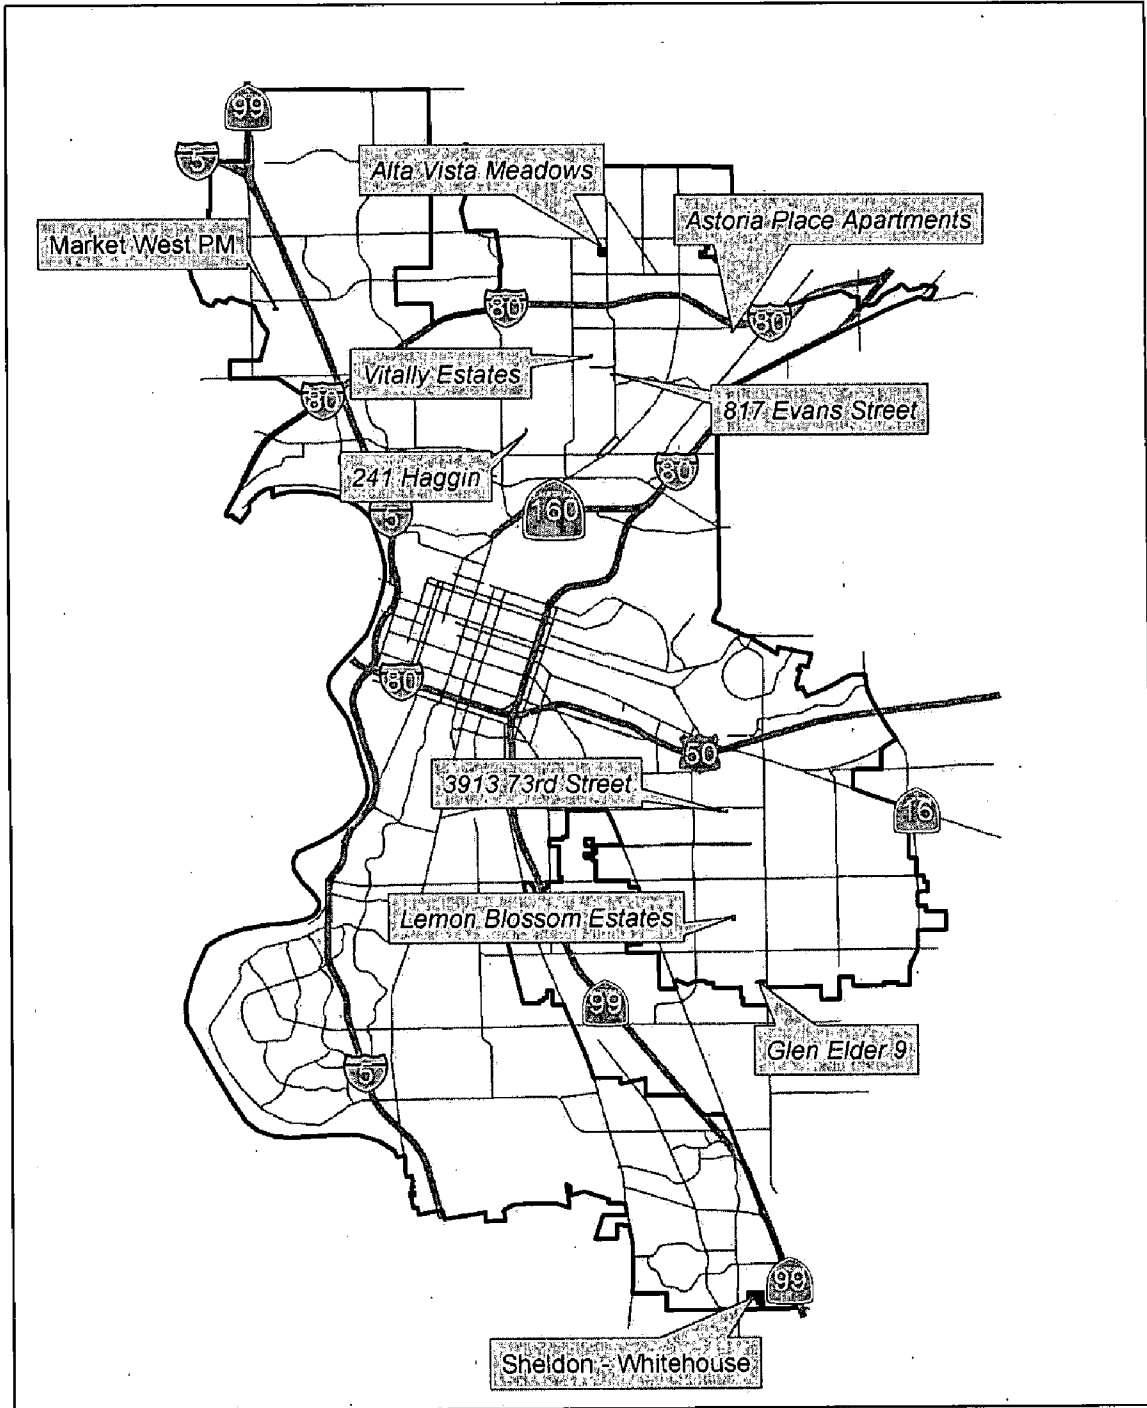 99
5
Alta Vista Meadows
Astoria Place Apartments
Market West PM
80
80
Vitally Estates
80
817 Evans Street
241 Haggin
80
5
160
80
50
3913 73rd Street
16
Lemon Blossom Estates
99
Glen Elder 9
5
99
Sheldon - Whitehouse